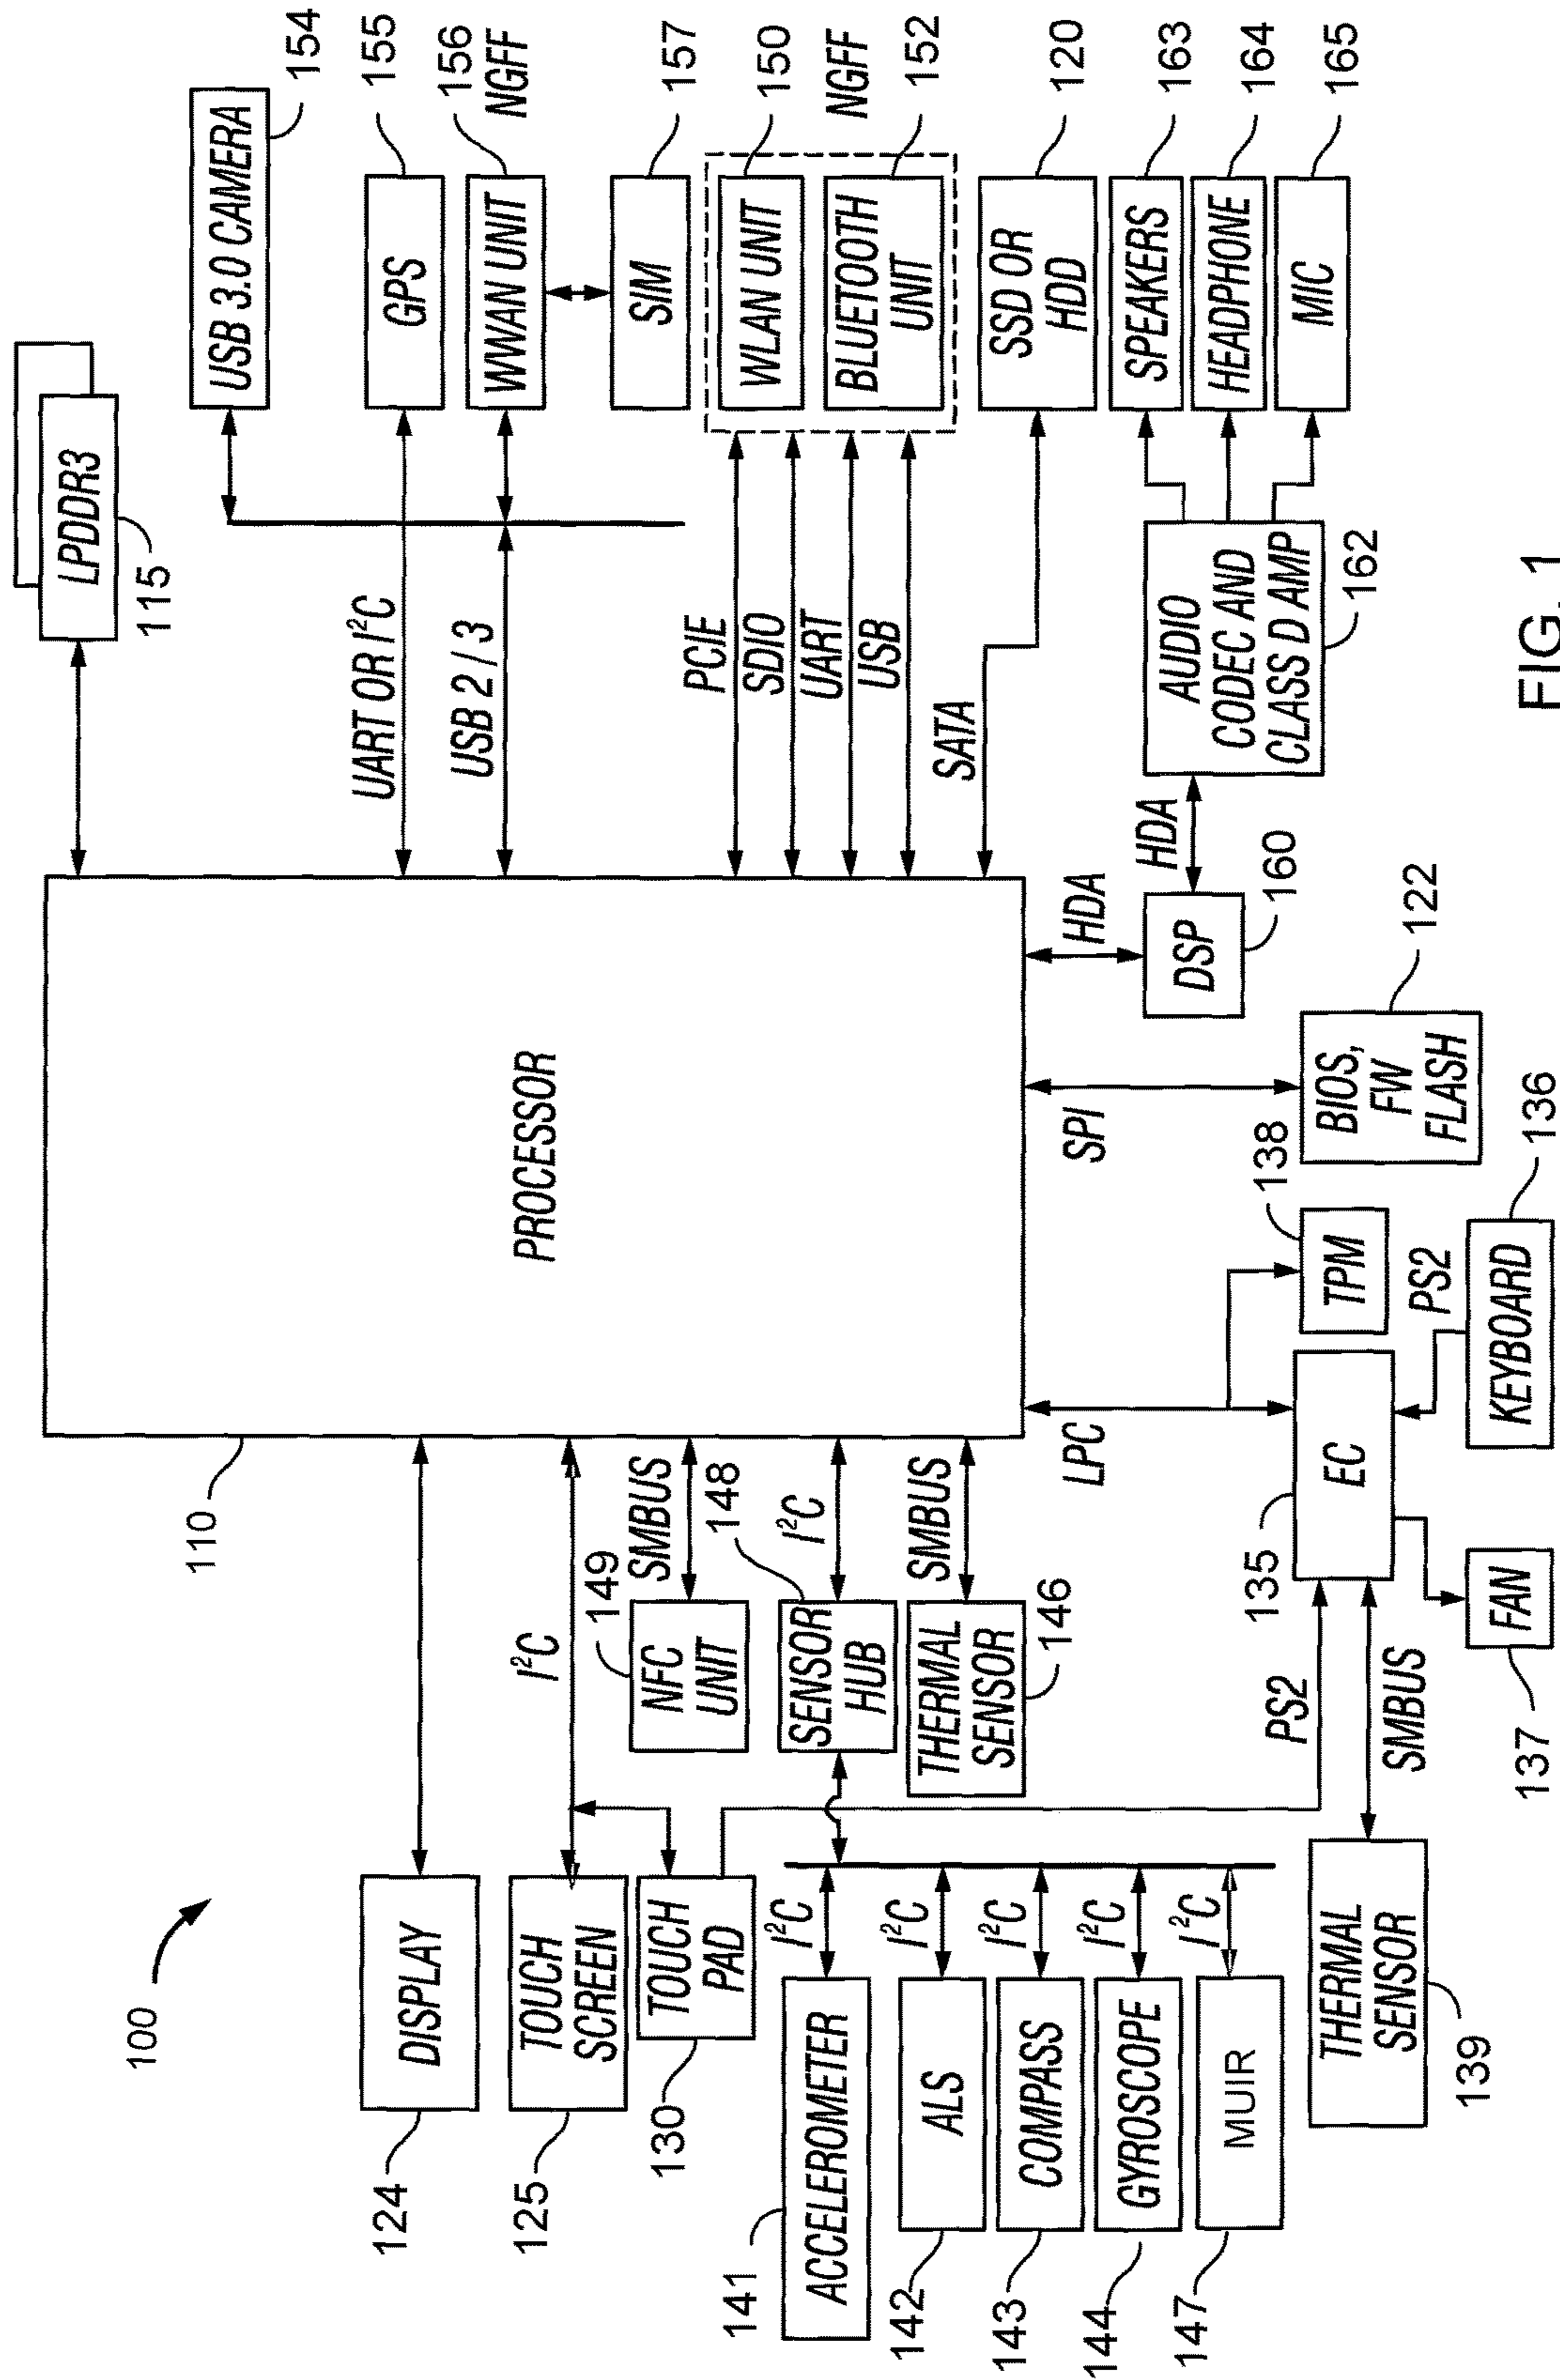 100
LPDDR3
115
USB 3.0 CAMERA
154
110
PROCESSOR
DISPLAY
124
UART OR I²C
GPS
155
USB 2 / 3
WWAN UNIT
156
NGFF
SIM
157
TOUCH
SCREEN
125
I²C
TOUCH
PAD
130
NFC
UNIT
149
SMBUS
SENSOR
HUB
148
I²C
THERMAL
SENSOR
146
SMBUS
PCIE
SDIO
UART
USB
WLAN UNIT
150
BLUETOOTH
UNIT
152
NGFF
SATA
SSD OR
HDD
120
ACCELEROMETER
141
I²C
ALS
142
I²C
COMPASS
143
I²C
GYROSCOPE
144
I²C
MUIR
147
I²C
HDA
DSP
160
HDA
AUDIO
CODEC AND
CLASS D AMP
162
SPEAKERS
163
HEADPHONE
164
MIC
165
LPC
SPI
BIOS,
FW
FLASH
122
TPM
138
EC
135
PS2
KEYBOARD
136
FAN
137
PS2
SMBUS
THERMAL
SENSOR
139
FIG. 1